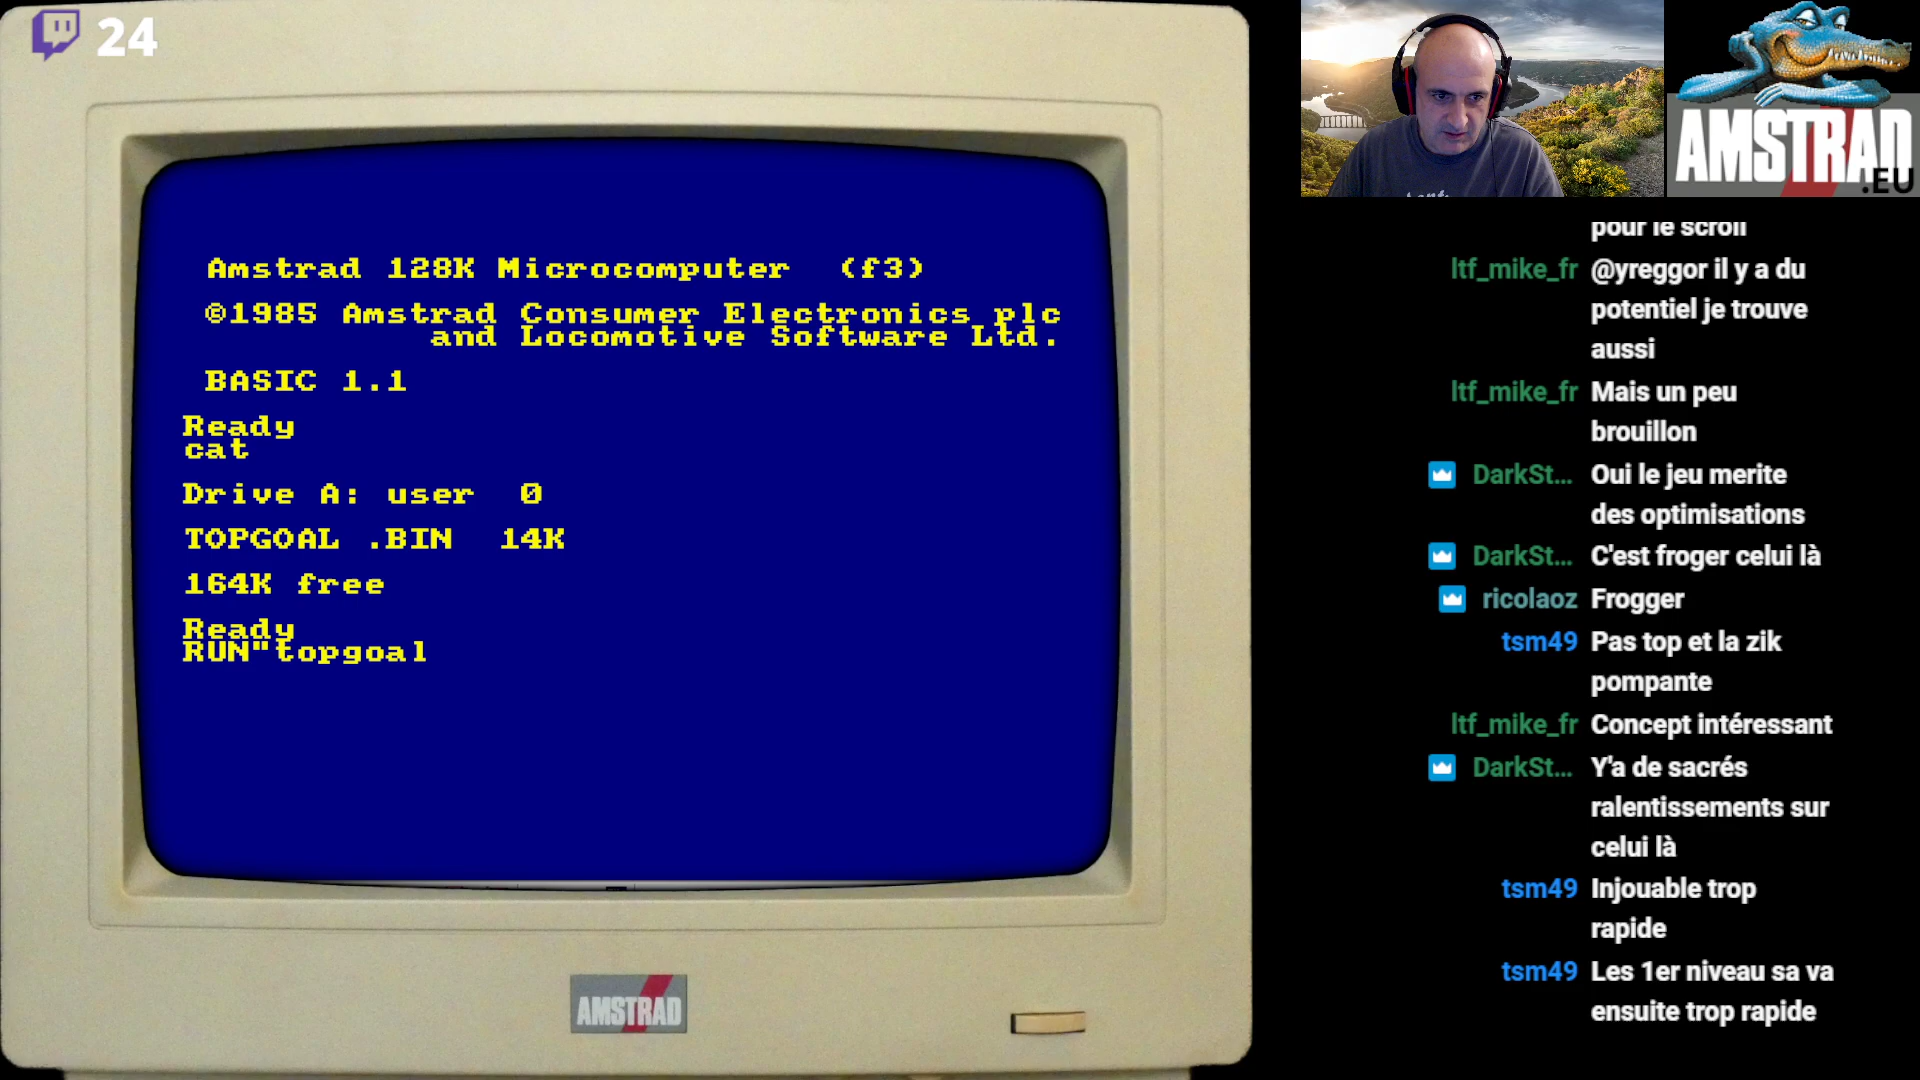 24
Amstrad 128K Microcomputer (f3)
©1985 Amstrad Consumer Electronics plc
and Locomotive Software Ltd.
BASIC 1.1
Ready
cat
Drive A: user 0
TOPGOAL .BIN 14K
164K free
Ready
RUN"topgoal
AMSTRAD
AMSTRAD
.EU
pour le scroll
ltf_mike_fr @yreggor il y a du
potentiel je trouve
aussi
ltf_mike_fr Mais un peu
brouillon
DarkSt... Oui le jeu merite
des optimisations
DarkSt... C'est froger celui là
ricolaoz Frogger
tsm49 Pas top et la zik
pompante
ltf_mike_fr Concept intéressant
DarkSt... Y'a de sacrés
ralentissements sur
celui là
tsm49 Injouable trop
rapide
tsm49 Les 1er niveau sa va
ensuite trop rapide